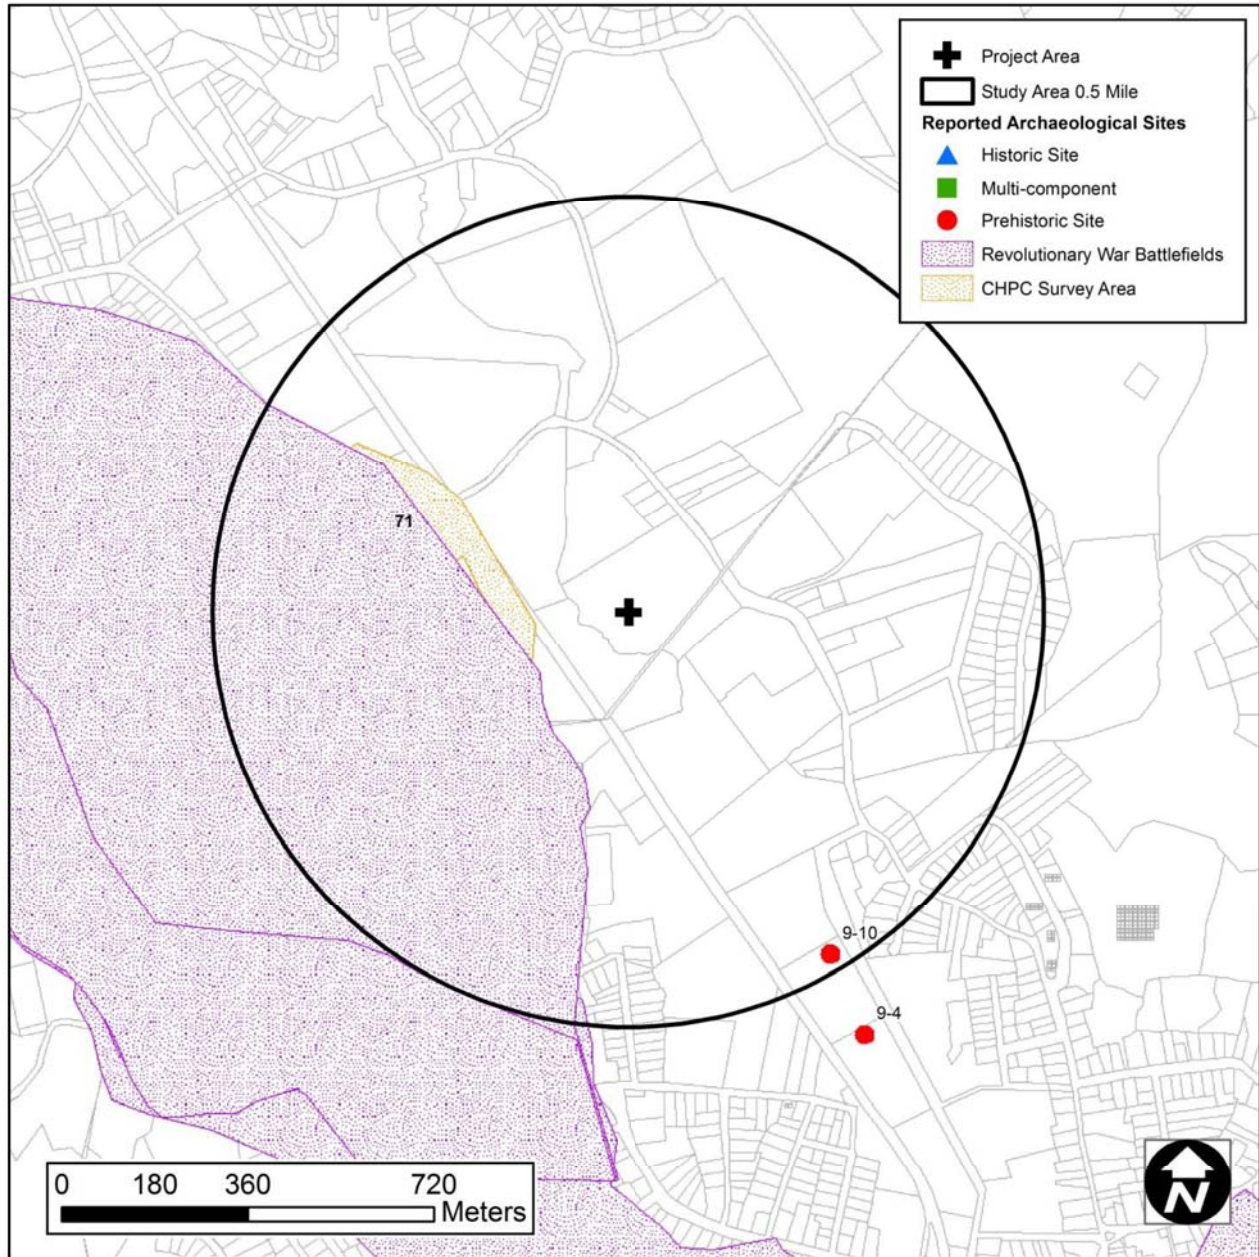 Project Area
Study Area 0.5 Mile
Reported Archaeological Sites
Historic Site
Multi-component
Prehistoric Site
Revolutionary War Battlefields
CHPC Survey Area
71
9-10
9-4
0 180 360 720
Meters
N